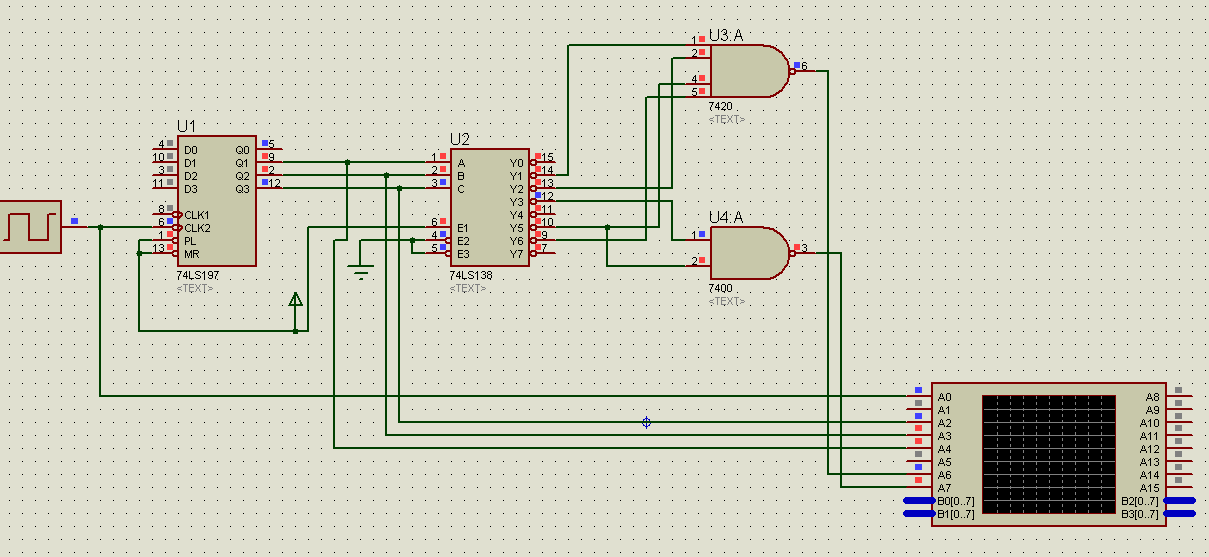 U3:A
1
2
4
5
6
7420
<TEXT>
U1
4 D0 Q0 5
10 D1 Q1 9
3 D2 Q2 2
11 D3 Q3 12
8 CLK1
6 CLK2
1 PL
13 MR
74LS197
<TEXT>
U2
1 A Y0 15
2 B Y1 14
3 C Y2 13
Y3 12
Y4 11
6 E1 Y5 10
4 E2 Y6 9
5 E3 Y7 7
74LS138
<TEXT>
U4:A
1
2
3
7400
<TEXT>
A0 A8
A1 A9
A2 A10
A3 A11
A4 A12
A5 A13
A6 A14
A7 A15
B0[0..7] B2[0..7]
B1[0..7] B3[0..7]